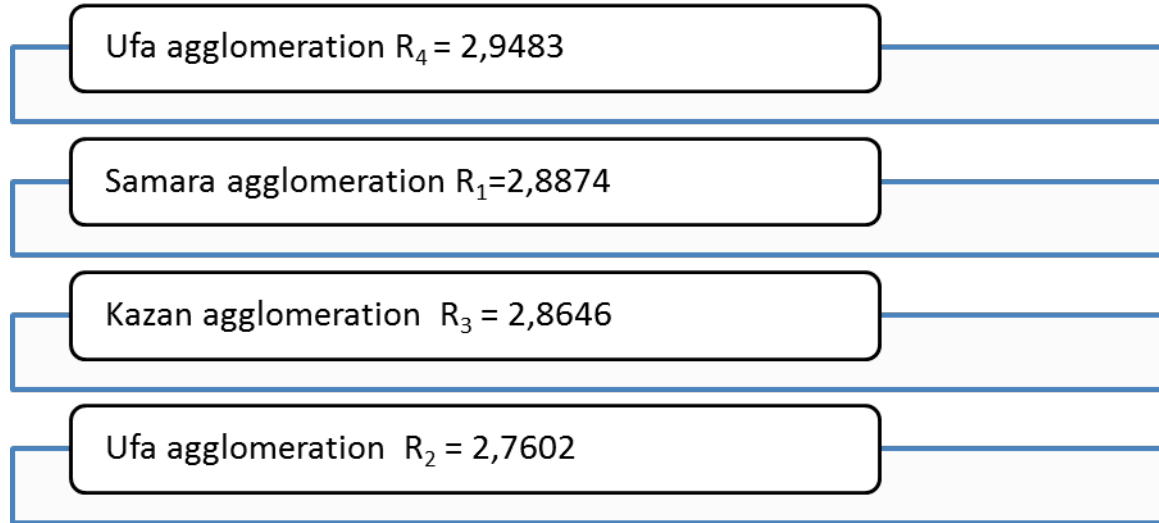 Ufa agglomeration R₄ = 2,9483
Samara agglomeration R₁=2,8874
Kazan agglomeration R₃ = 2,8646
Ufa agglomeration R₂ = 2,7602